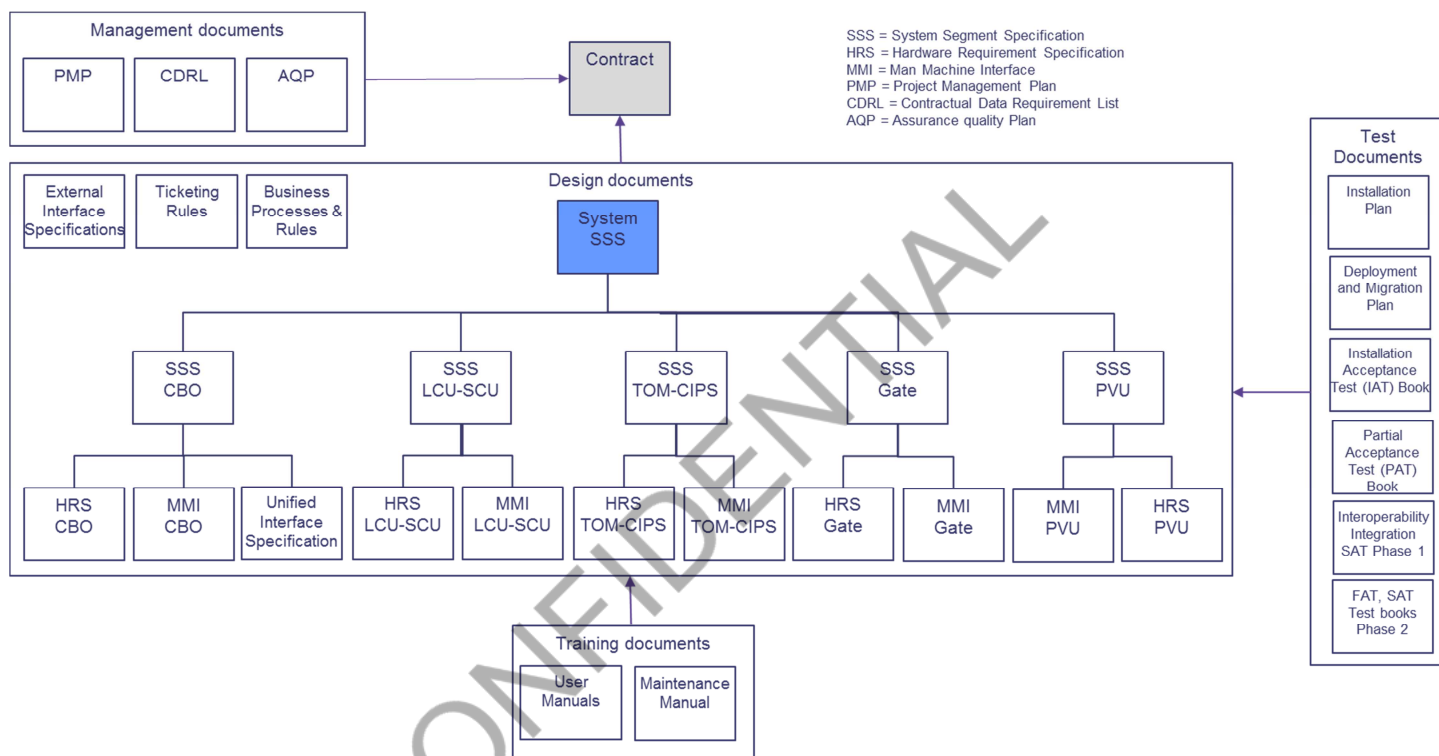 Management documents
PMP
CDRL
AQP
Contract
SSS = System Segment Specification
HRS = Hardware Requirement Specification
MMI = Man Machine Interface
PMP = Project Management Plan
CDRL = Contractual Data Requirement List
AQP = Assurance quality Plan
Design documents
External
Interface
Specifications
Ticketing
Rules
Business
Processes &
Rules
System
SSS
SSS
CBO
SSS
LCU-SCU
SSS
TOM-CIPS
SSS
Gate
SSS
PVU
HRS
CBO
MMI
CBO
Unified
Interface
Specification
HRS
LCU-SCU
MMI
LCU-SCU
HRS
TOM-CIPS
MMI
TOM-CIPS
HRS
Gate
MMI
Gate
MMI
PVU
HRS
PVU
Test
Documents
Installation
Plan
Deployment
and Migration
Plan
Installation
Acceptance
Test (IAT) Book
Partial
Acceptance
Test (PAT)
Book
Interoperability
Integration
SAT Phase 1
FAT, SAT
Test books
Phase 2
Training documents
User
Manuals
Maintenance
Manual
ONFIDENTIAL